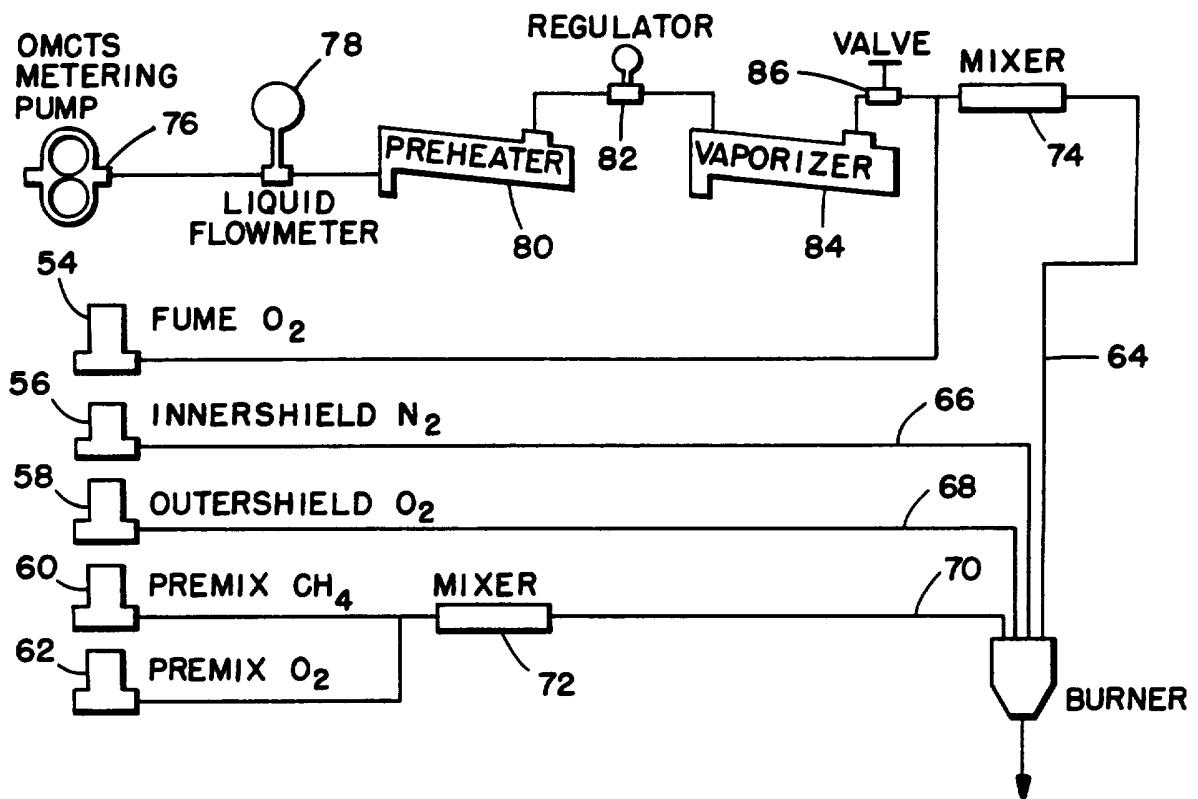 OMCTS
METERING
PUMP
76
78
LIQUID
FLOWMETER
PREHEATER
80
REGULATOR
82
VAPORIZER
84
VALVE
86
MIXER
74
54
FUME O₂
64
56
INNERSHIELD N₂
66
58
OUTERSHIELD O₂
68
60
PREMIX CH₄
MIXER
72
70
62
PREMIX O₂
BURNER